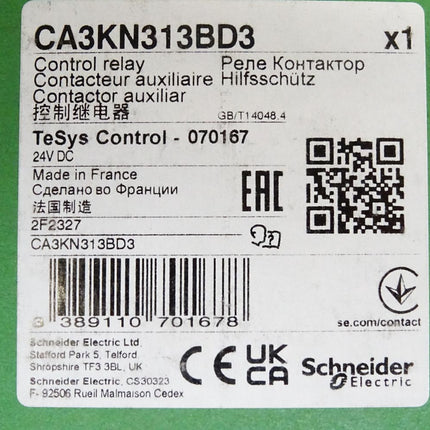 CA3KN313BD3 x1
Control relay Реле Контактор
Contacteur auxiliaire Hilfsschütz
Contactor auxiliar
控制继电器 GB/T14048.4
TeSys Control - 070167
24V DC
Made in France
Сделано во Франции
法国制造
2F2327
CA3KN313BD3
EAC
3 389110 701678
se.com/contact
Schneider Electric Ltd.
Stafford Park 5, Telford,
Shropshire TF3 3BL, UK
Schneider Electric, CS30323
F- 92506 Rueil Malmaison Cedex
CE UK
CA
Schneider
Electric